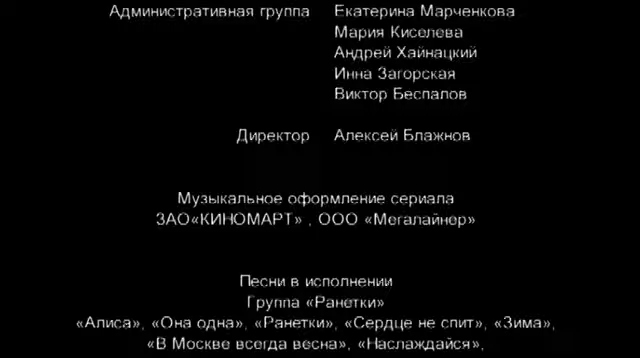 Административная группа Екатерина Марченкова
Мария Киселева
Андрей Хайнацкий
Инна Загорская
Виктор Беспалов
Директор Алексей Блажнов
Музыкальное оформление сериала
ЗАО«КИНОМАРТ» , ООО «Мегалайнер»
Песни в исполнении
Группа «Ранетки»
«Алиса», «Она одна», «Ранетки», «Сердце не спит», «Зима»,
«В Москве всегда весна», «Наслаждайся»,